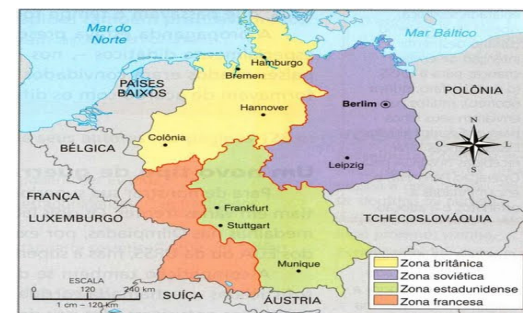 Mar do
Norte
Mar Báltico
Hamburgo
Bremen
PAÍSES
BAIXOS
Hannover
Berlim
POLÔNIA
N
O
L
S
Colônia
BÉLGICA
Leipzig
FRANÇA
LUXEMBURGO
Frankfurt
Stuttgart
TCHECOSLOVÁQUIA
Munique
ESCALA
0 120 240 km
1 cm – 120 km
SUÍÇA
ÁUSTRIA
Zona britânica
Zona soviética
Zona estadunidense
Zona francesa